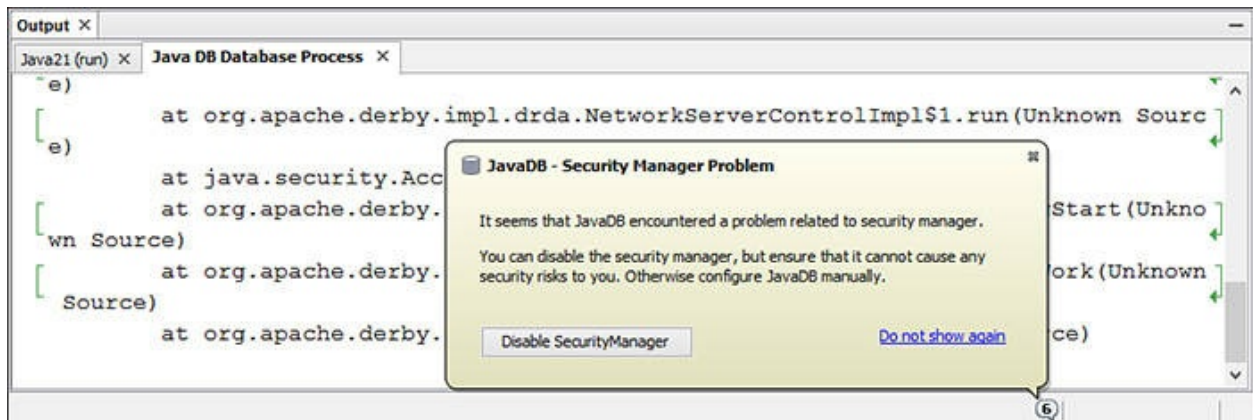 Output
Java21 (run)
Java DB Database Process
e)
at org.apache.derby.impl.drda.NetworkServerControlImpl$1.run(Unknown Sourc
e)
at java.security.Acc
at org.apache.derby.
Start(Unkno
wn Source)
at org.apache.derby.
ork(Unknown
Source)
at org.apache.derby.
ce)
JavaDB - Security Manager Problem
It seems that JavaDB encountered a problem related to security manager.
You can disable the security manager, but ensure that it cannot cause any
security risks to you. Otherwise configure JavaDB manually.
Disable SecurityManager
Do not show again
6